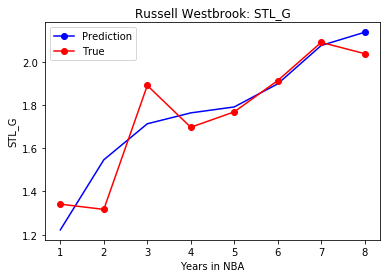 Russell Westbrook: STL_G
Prediction
True
STL_G
2.0
1.8
1.6
1.4
1.2
1 2 3 4 5 6 7 8
Years in NBA